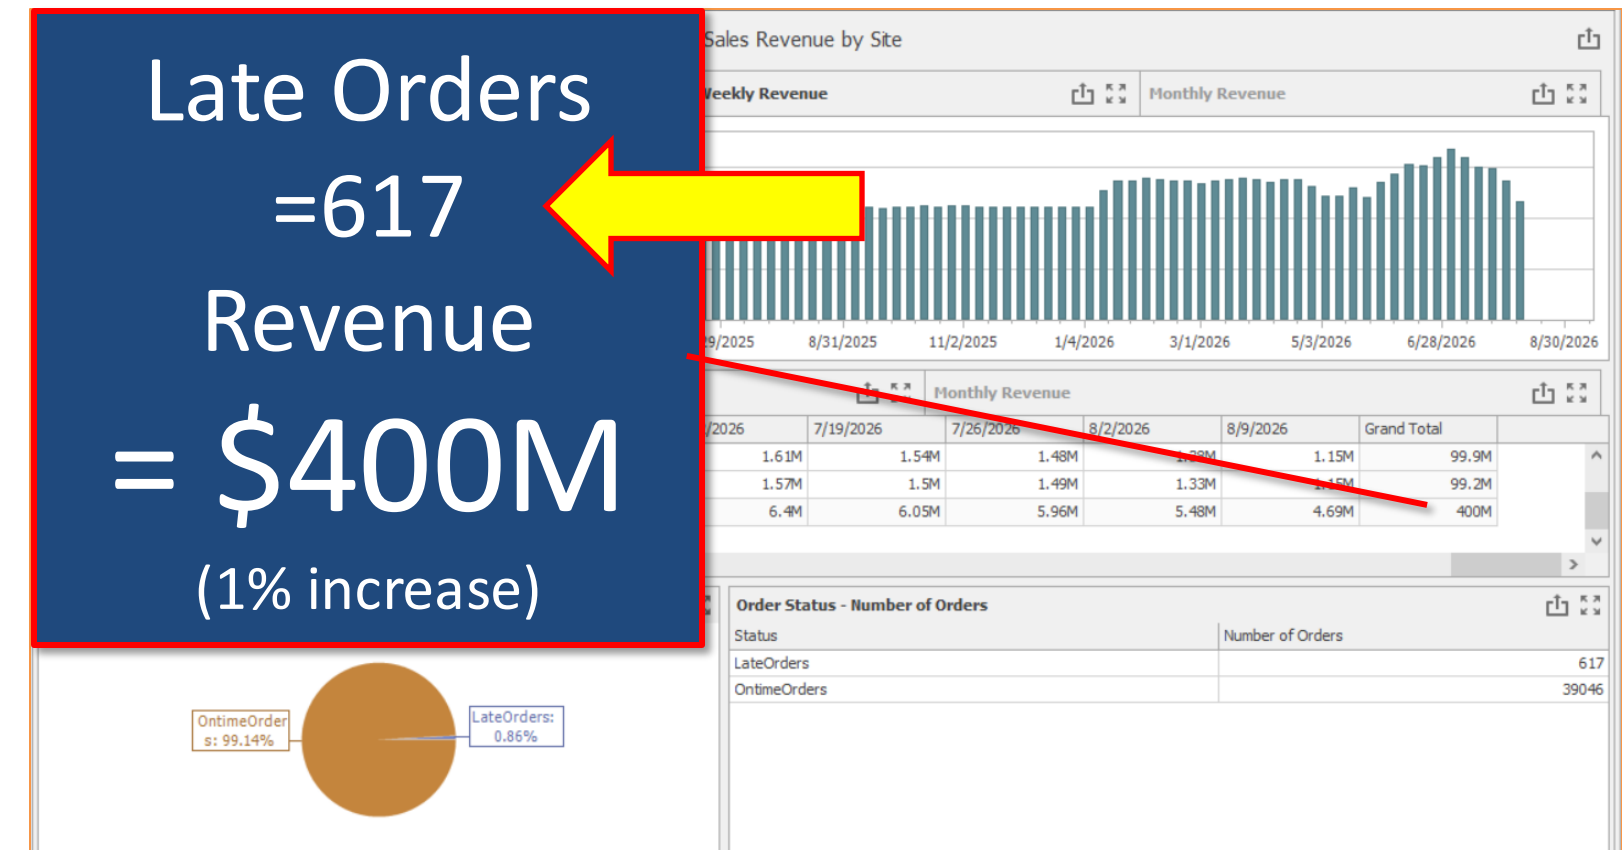 Late Orders
=617
Revenue
= $400M
(1% increase)
Sales Revenue by Site
Weekly Revenue
Monthly Revenue
8/31/2025 11/2/2025 1/4/2026 3/1/2026 5/3/2026 6/28/2026 8/30/2026
Monthly Revenue
7/19/2026 7/26/2026 8/2/2026 8/9/2026 Grand Total
1.61M 1.54M 1.48M 1.15M 99.9M
1.57M 1.5M 1.49M 1.33M 1.15M 99.2M
6.4M 6.05M 5.96M 5.48M 4.69M 400M
Order Status - Number of Orders
Status Number of Orders
LateOrders 617
OntimeOrders 39046
OntimeOrder
s: 99.14%
LateOrders:
0.86%